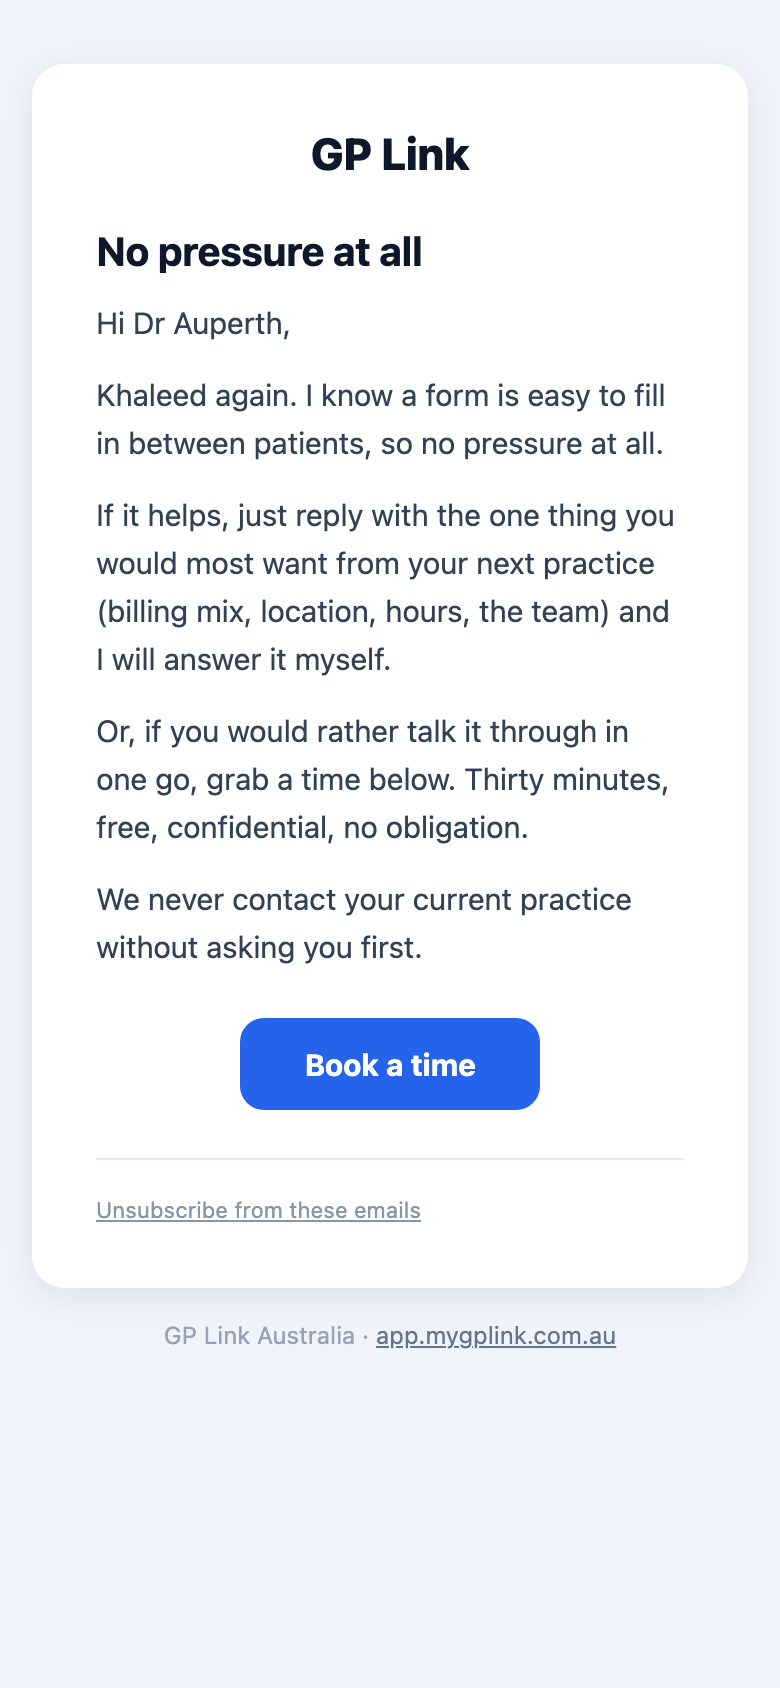 GP Link
No pressure at all
Hi Dr Auperth,
Khaleed again. I know a form is easy to fill
in between patients, so no pressure at all.
If it helps, just reply with the one thing you
would most want from your next practice
(billing mix, location, hours, the team) and
I will answer it myself.
Or, if you would rather talk it through in
one go, grab a time below. Thirty minutes,
free, confidential, no obligation.
We never contact your current practice
without asking you first.
Book a time
Unsubscribe from these emails
GP Link Australia · app.mygplink.com.au